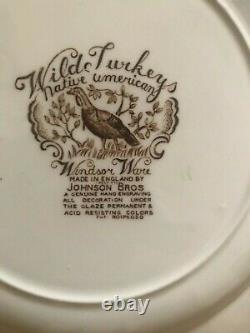 Wild Turkeys
native american
Windsor Ware
MADE IN ENGLAND BY
JOHNSON BROS
A GENUINE HAND ENGRAVING
ALL DECORATION UNDER
THE GLAZE PERMANENT &
ACID RESISTING COLORS